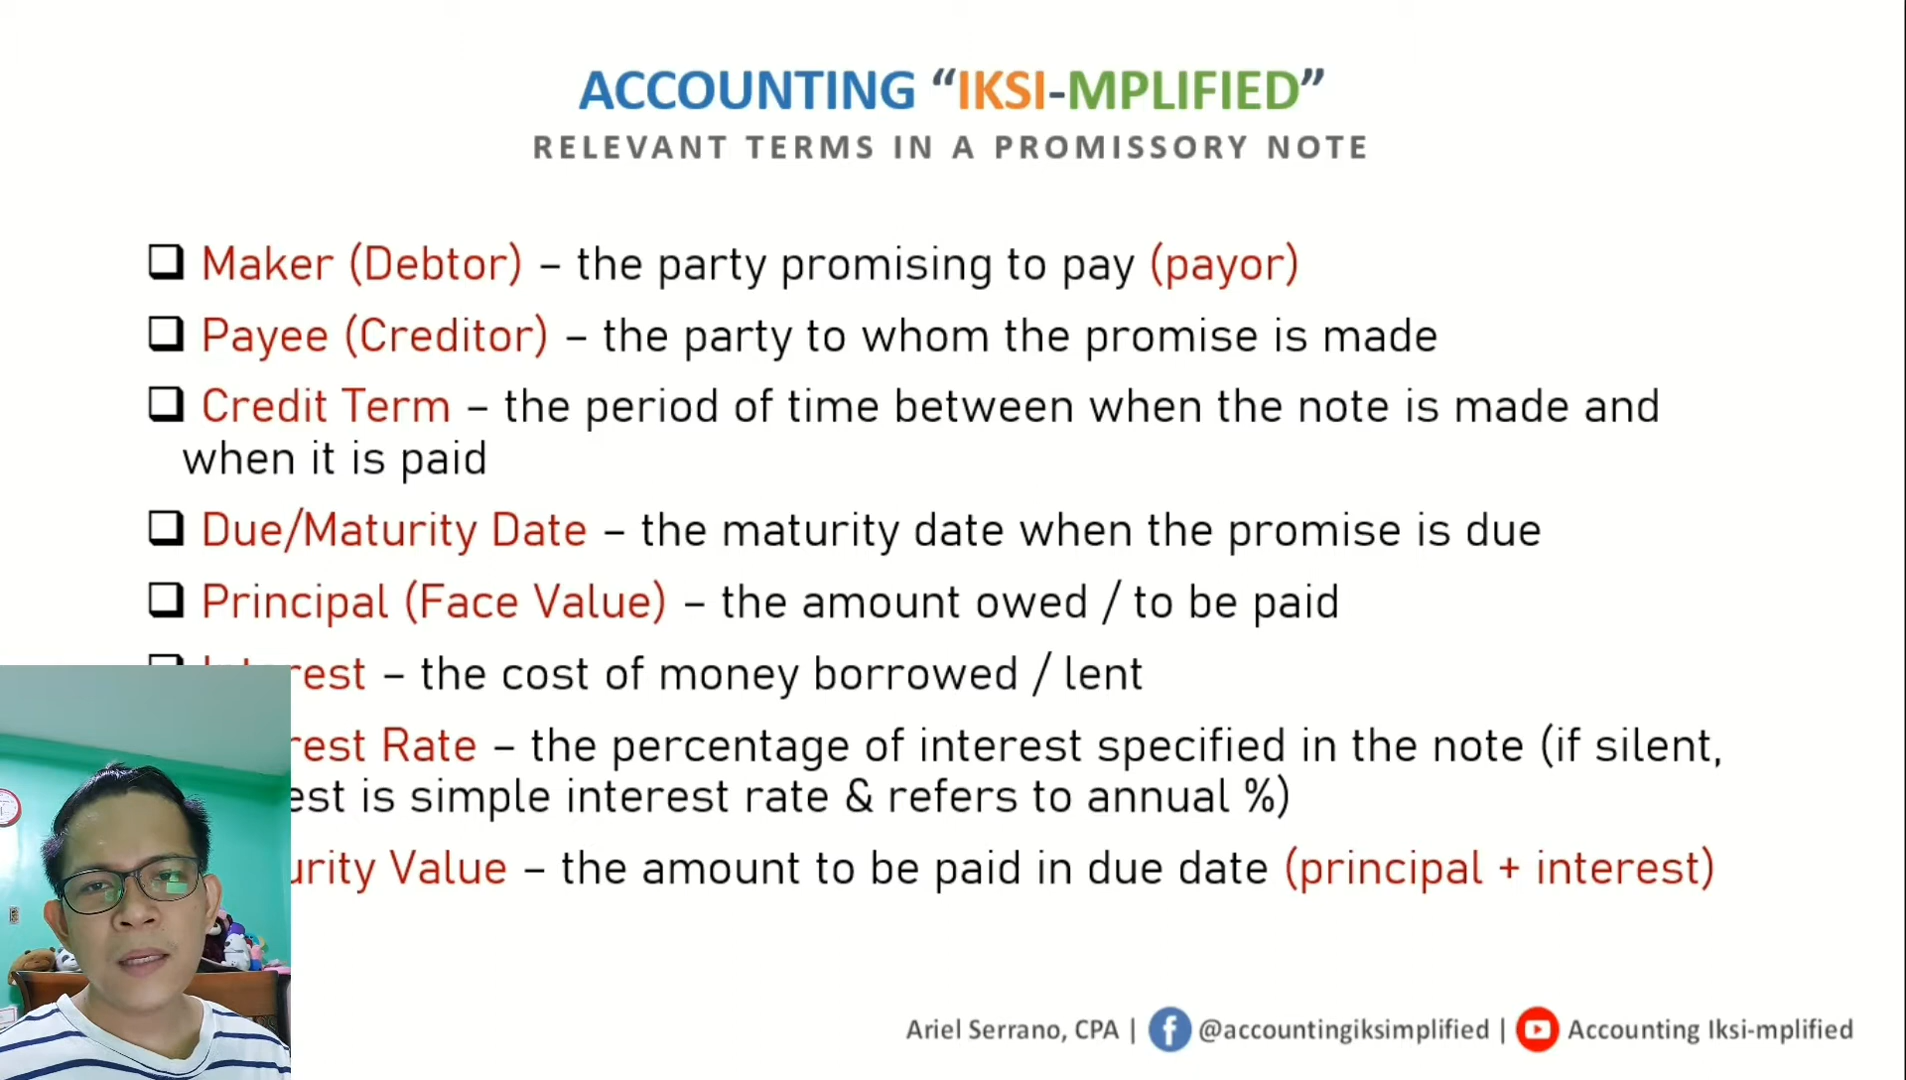 ACCOUNTING “IKSI-MPLIFIED”
RELEVANT TERMS IN A PROMISSORY NOTE
Maker (Debtor) – the party promising to pay (payor)
Payee (Creditor) – the party to whom the promise is made
Credit Term – the period of time between when the note is made and
when it is paid
Due/Maturity Date – the maturity date when the promise is due
Principal (Face Value) – the amount owed / to be paid
Interest – the cost of money borrowed / lent
rest Rate – the percentage of interest specified in the note (if silent,
est is simple interest rate & refers to annual %)
urity Value – the amount to be paid in due date (principal + interest)
Ariel Serrano, CPA | @accountingiksimplified | Accounting Iksi-mplified